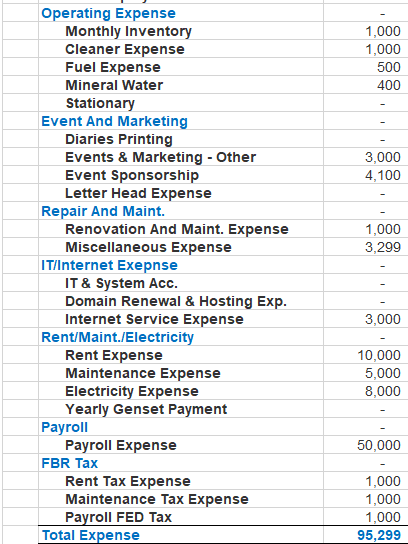 Operating Expense -
Monthly Inventory 1,000
Cleaner Expense 1,000
Fuel Expense 500
Mineral Water 400
Stationary -
Event And Marketing -
Diaries Printing -
Events & Marketing - Other 3,000
Event Sponsorship 4,100
Letter Head Expense -
Repair And Maint. -
Renovation And Maint. Expense 1,000
Miscellaneous Expense 3,299
IT/Internet Exepnse -
IT & System Acc. -
Domain Renewal & Hosting Exp. -
Internet Service Expense 3,000
Rent/Maint./Electricity -
Rent Expense 10,000
Maintenance Expense 5,000
Electricity Expense 8,000
Yearly Genset Payment -
Payroll -
Payroll Expense 50,000
FBR Tax -
Rent Tax Expense 1,000
Maintenance Tax Expense 1,000
Payroll FED Tax 1,000
Total Expense 95,299